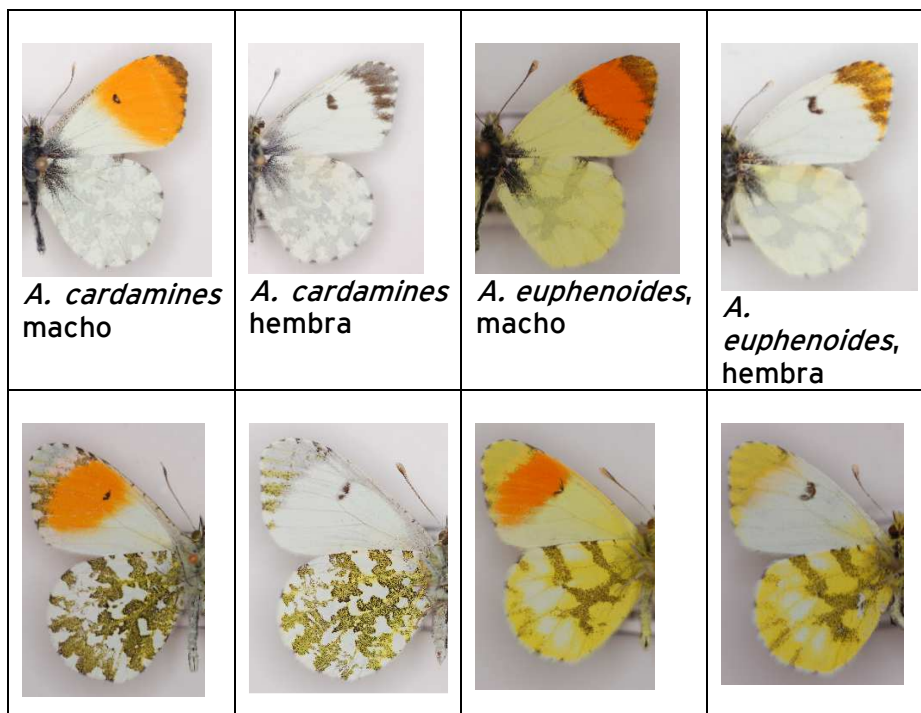 A. cardamines
macho
A. cardamines
hembra
A. euphenoides,
macho
A.
euphenoides,
hembra